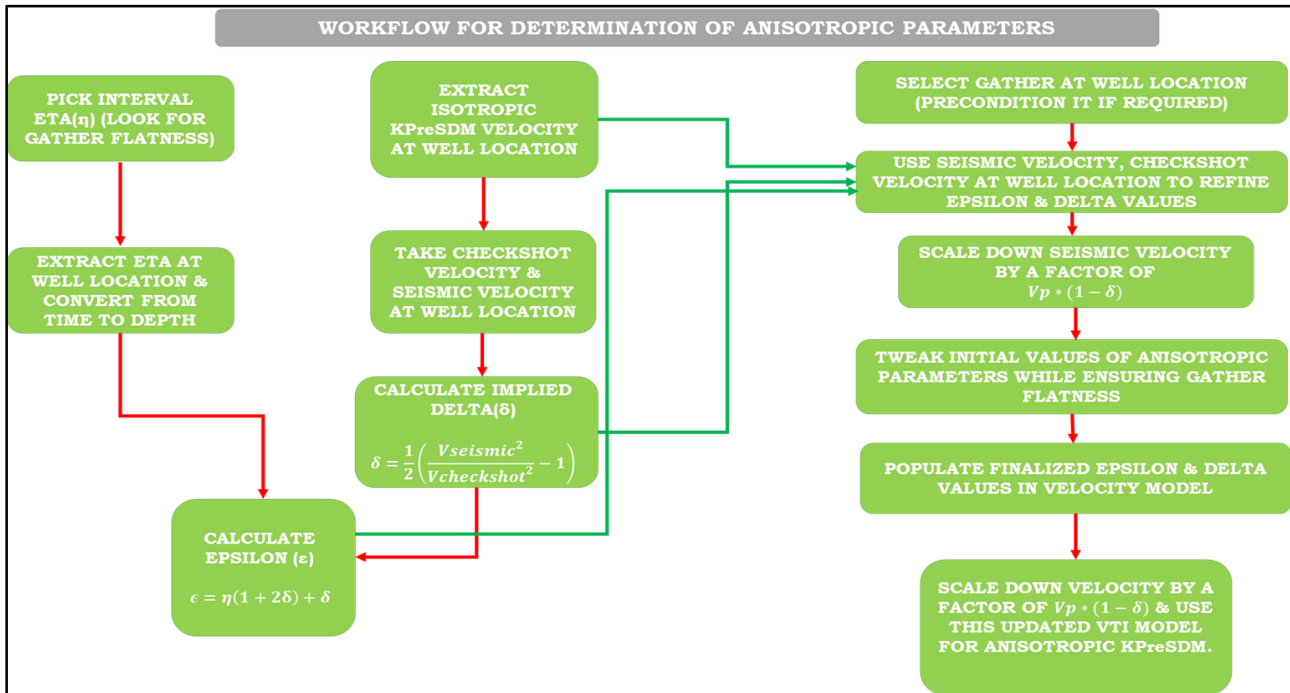 WORKFLOW FOR DETERMINATION OF ANISOTROPIC PARAMETERS
PICK INTERVAL
ETA(η) (LOOK FOR
GATHER FLATNESS)
EXTRACT ETA AT
WELL LOCATION &
CONVERT FROM
TIME TO DEPTH
CALCULATE
EPSILON (ε)
ϵ = η(1 + 2δ) + δ
EXTRACT
ISOTROPIC
KPreSDM VELOCITY
AT WELL LOCATION
TAKE CHECKSHOT
VELOCITY &
SEISMIC VELOCITY
AT WELL LOCATION
CALCULATE IMPLIED
DELTA(δ)
δ = 1/2 (Vseismic²/Vcheckshot² − 1)
SELECT GATHER AT WELL LOCATION
(PRECONDITION IT IF REQUIRED)
USE SEISMIC VELOCITY, CHECKSHOT
VELOCITY AT WELL LOCATION TO REFINE
EPSILON & DELTA VALUES
SCALE DOWN SEISMIC VELOCITY
BY A FACTOR OF
Vp * (1 − δ)
TWEAK INITIAL VALUES OF ANISOTROPIC
PARAMETERS WHILE ENSURING GATHER
FLATNESS
POPULATE FINALIZED EPSILON & DELTA
VALUES IN VELOCITY MODEL
SCALE DOWN VELOCITY BY A
FACTOR OF Vp * (1 − δ) & USE
THIS UPDATED VTI MODEL
FOR ANISOTROPIC KPreSDM.